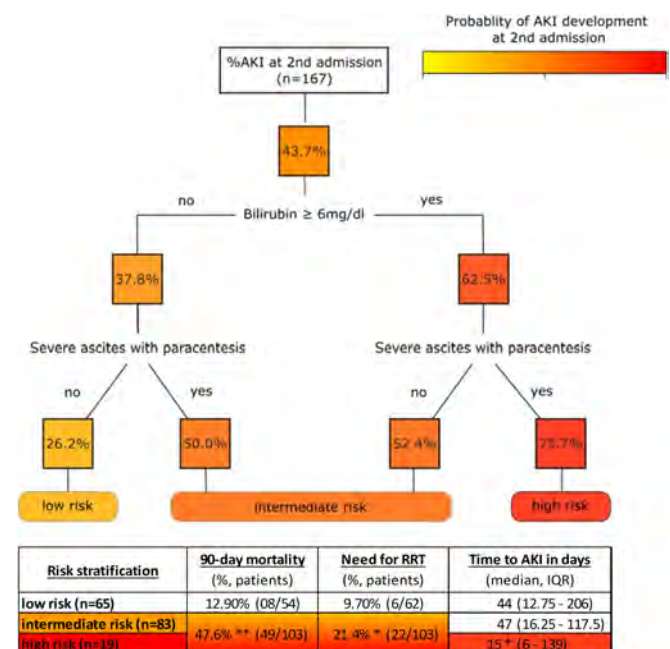 Probablity of AKI development
at 2nd admission
%AKI at 2nd admission
(n=167)
43.7%
no
yes
Bilirubin ≥ 6mg/dl
37.8%
62.5%
Severe ascites with paracentesis
Severe ascites with paracentesis
no
yes
no
yes
26.2%
50.0%
52.4%
73.7%
low risk
intermediate risk
high risk
Risk stratification
90-day mortality
(%, patients)
Need for RRT
(%, patients)
Time to AKI in days
(median, IQR)
low risk (n=65)
12.90% (08/54)
9.70% (6/62)
44 (12.75 - 206)
intermediate risk (n=83)
47.6% ** (49/103)
21.4% * (22/103)
47 (16.25 - 117.5)
high risk (n=19)
15 * (6 - 139)